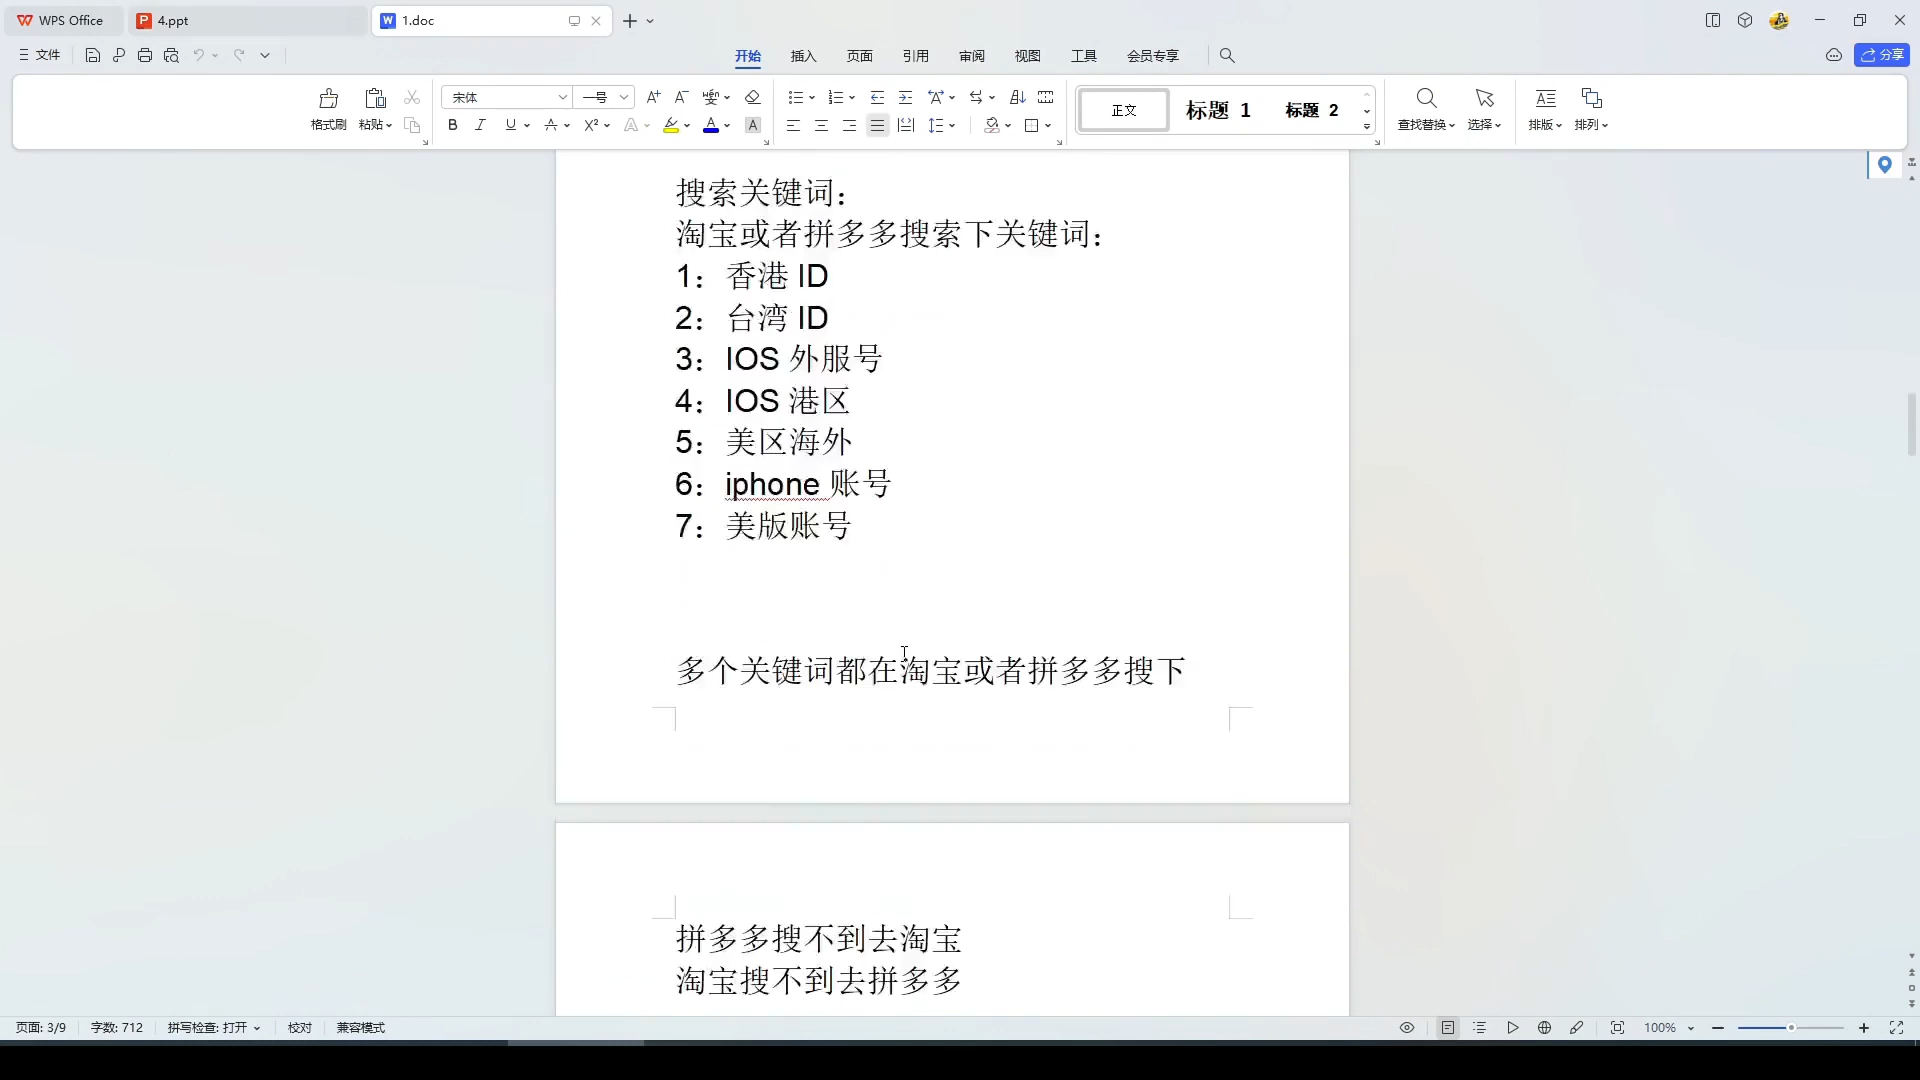 WPS Office
4.ppt
1.doc
文件
开始
插入
页面
引用
审阅
视图
工具
会员专享
分享
格式刷
粘贴
宋体
一号
正文
标题 1
标题 2
查找替换
选择
排版
排列
搜索关键词：
淘宝或者拼多多搜索下关键词：
1：香港 ID
2：台湾 ID
3：IOS 外服号
4：IOS 港区
5：美区海外
6：iphone 账号
7：美版账号
多个关键词都在淘宝或者拼多多搜下
拼多多搜不到去淘宝
淘宝搜不到去拼多多
页面: 3/9
字数: 712
拼写检查: 打开
校对
兼容模式
100%